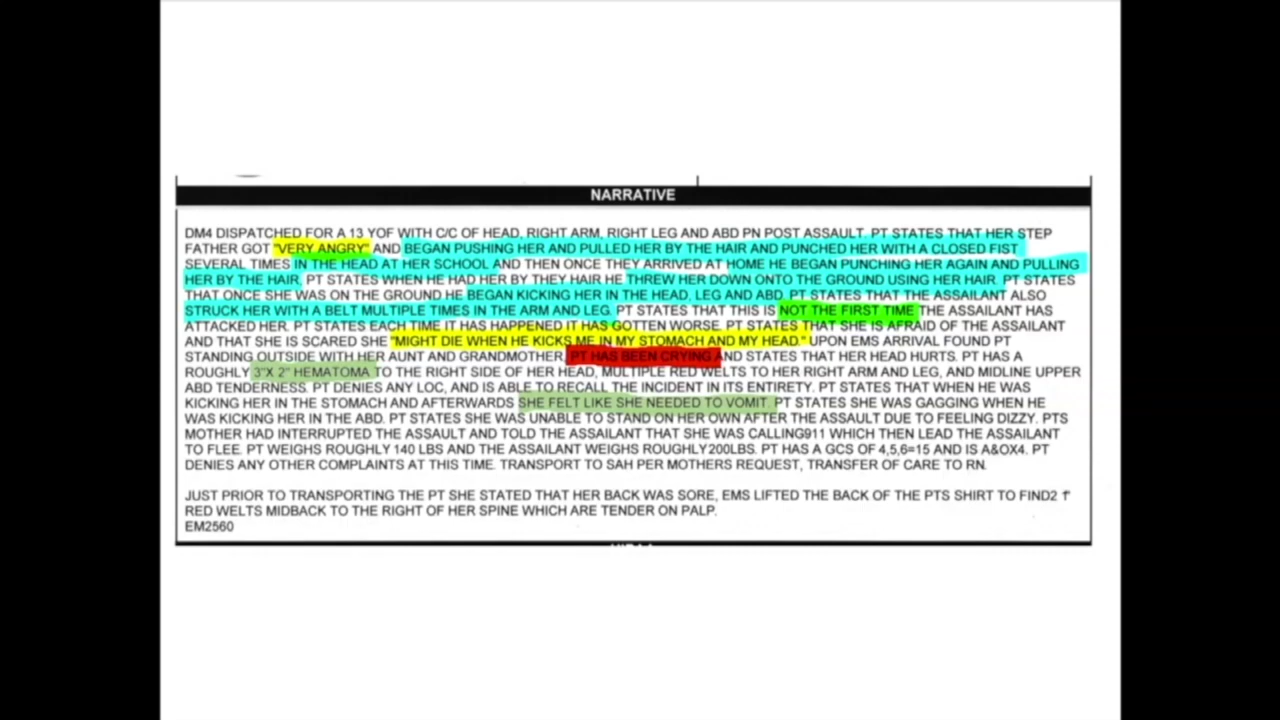 NARRATIVE
DM4 DISPATCHED FOR A 13 YOF WITH C/C OF HEAD, RIGHT ARM, RIGHT LEG AND ABD PN POST ASSAULT. PT STATES THAT HER STEP
FATHER GOT "VERY ANGRY" AND BEGAN PUSHING HER AND PULLED HER BY THE HAIR AND PUNCHED HER WITH A CLOSED FIST
SEVERAL TIMES IN THE HEAD AT HER SCHOOL AND THEN ONCE THEY ARRIVED AT HOME HE BEGAN PUNCHING HER AGAIN AND PULLING
HER BY THE HAIR, PT STATES WHEN HE HAD HER BY THEY HAIR HE THREW HER DOWN ONTO THE GROUND USING HER HAIR. PT STATES
THAT ONCE SHE WAS ON THE GROUND HE BEGAN KICKING HER IN THE HEAD, LEG AND ABD. PT STATES THAT THE ASSAILANT ALSO
STRUCK HER WITH A BELT MULTIPLE TIMES IN THE ARM AND LEG. PT STATES THAT THIS IS NOT THE FIRST TIME THE ASSAILANT HAS
ATTACKED HER. PT STATES EACH TIME IT HAS HAPPENED IT HAS GOTTEN WORSE. PT STATES THAT SHE IS AFRAID OF THE ASSAILANT
AND THAT SHE IS SCARED SHE "MIGHT DIE WHEN HE KICKS ME IN MY STOMACH AND MY HEAD." UPON EMS ARRIVAL FOUND PT
STANDING OUTSIDE WITH HER AUNT AND GRANDMOTHER, PT HAS BEEN CRYING AND STATES THAT HER HEAD HURTS. PT HAS A
ROUGHLY 3"X 2" HEMATOMA TO THE RIGHT SIDE OF HER HEAD, MULTIPLE RED WELTS TO HER RIGHT ARM AND LEG, AND MIDLINE UPPER
ABD TENDERNESS. PT DENIES ANY LOC, AND IS ABLE TO RECALL THE INCIDENT IN ITS ENTIRETY. PT STATES THAT WHEN HE WAS
KICKING HER IN THE STOMACH AND AFTERWARDS SHE FELT LIKE SHE NEEDED TO VOMIT. PT STATES SHE WAS GAGGING WHEN HE
WAS KICKING HER IN THE ABD. PT STATES SHE WAS UNABLE TO STAND ON HER OWN AFTER THE ASSAULT DUE TO FEELING DIZZY. PTS
MOTHER HAD INTERRUPTED THE ASSAULT AND TOLD THE ASSAILANT THAT SHE WAS CALLING911 WHICH THEN LEAD THE ASSAILANT
TO FLEE. PT WEIGHS ROUGHLY 140 LBS AND THE ASSAILANT WEIGHS ROUGHLY 200LBS. PT HAS A GCS OF 4,5,6=15 AND IS A&OX4. PT
DENIES ANY OTHER COMPLAINTS AT THIS TIME. TRANSPORT TO SAH PER MOTHERS REQUEST, TRANSFER OF CARE TO RN.
JUST PRIOR TO TRANSPORTING THE PT SHE STATED THAT HER BACK WAS SORE, EMS LIFTED THE BACK OF THE PTS SHIRT TO FIND2 1"
RED WELTS MIDBACK TO THE RIGHT OF HER SPINE WHICH ARE TENDER ON PALP.
EM2560